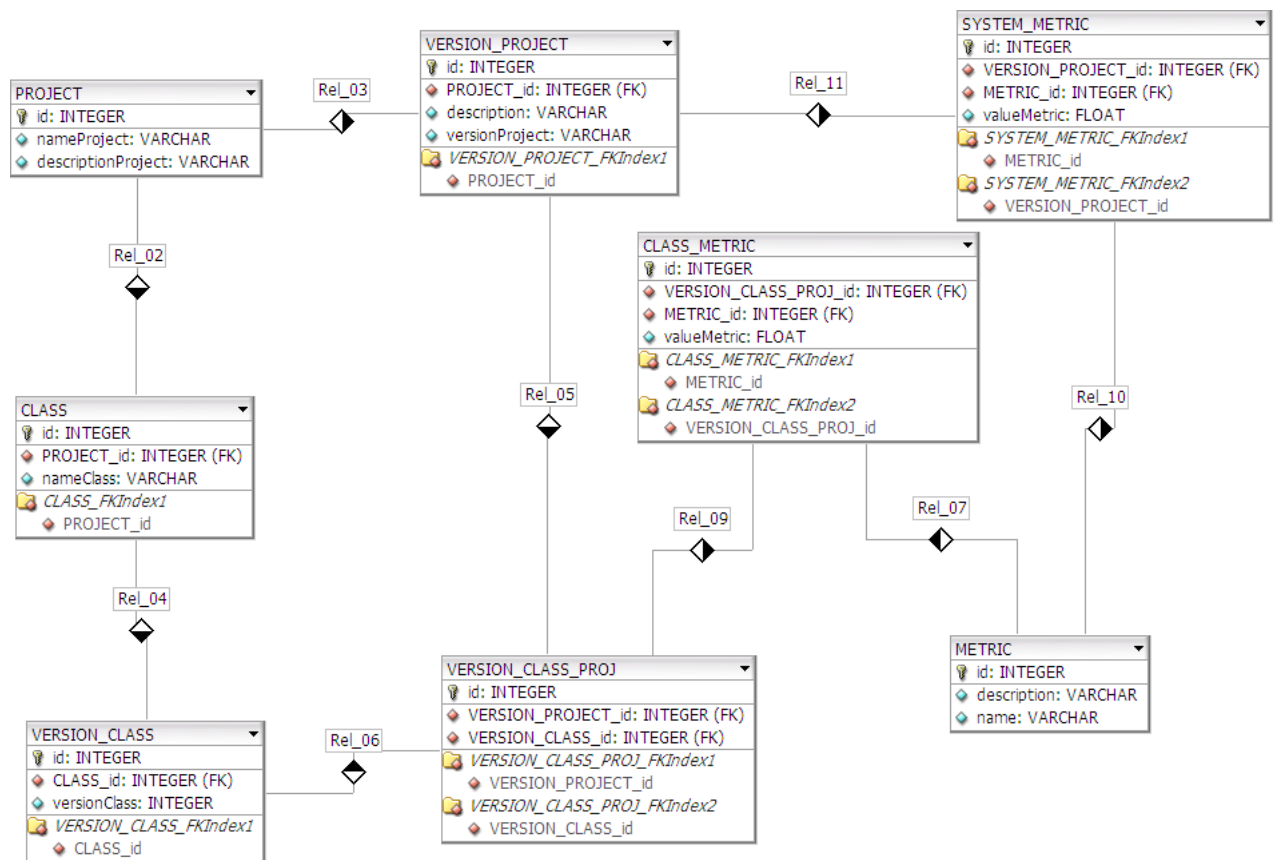 PROJECT
id: INTEGER
nameProject: VARCHAR
descriptionProject: VARCHAR
Rel_03
VERSION_PROJECT
id: INTEGER
PROJECT_id: INTEGER (FK)
description: VARCHAR
versionProject: VARCHAR
VERSION_PROJECT_FKIndex1
PROJECT_id
Rel_11
SYSTEM_METRIC
id: INTEGER
VERSION_PROJECT_id: INTEGER (FK)
METRIC_id: INTEGER (FK)
valueMetric: FLOAT
SYSTEM_METRIC_FKIndex1
METRIC_id
SYSTEM_METRIC_FKIndex2
VERSION_PROJECT_id
Rel_02
CLASS_METRIC
id: INTEGER
VERSION_CLASS_PROJ_id: INTEGER (FK)
METRIC_id: INTEGER (FK)
valueMetric: FLOAT
CLASS_METRIC_FKIndex1
METRIC_id
CLASS_METRIC_FKIndex2
VERSION_CLASS_PROJ_id
Rel_05
Rel_10
CLASS
id: INTEGER
PROJECT_id: INTEGER (FK)
nameClass: VARCHAR
CLASS_FKIndex1
PROJECT_id
Rel_09
Rel_07
Rel_04
METRIC
id: INTEGER
description: VARCHAR
name: VARCHAR
VERSION_CLASS_PROJ
id: INTEGER
VERSION_PROJECT_id: INTEGER (FK)
VERSION_CLASS_id: INTEGER (FK)
VERSION_CLASS_PROJ_FKIndex1
VERSION_PROJECT_id
VERSION_CLASS_PROJ_FKIndex2
VERSION_CLASS_id
Rel_06
VERSION_CLASS
id: INTEGER
CLASS_id: INTEGER (FK)
versionClass: INTEGER
VERSION_CLASS_FKIndex1
CLASS_id